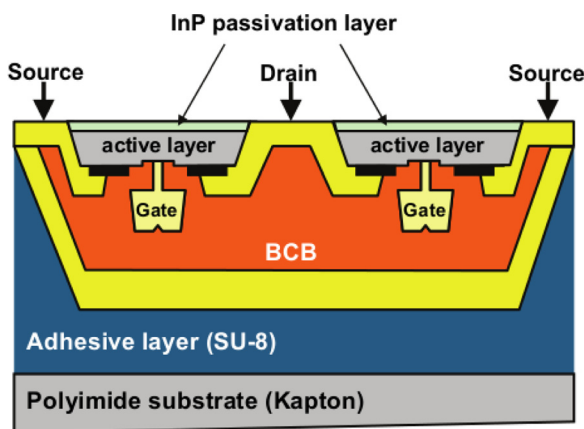 InP passivation layer
Source
Drain
Source
active layer
active layer
Gate
Gate
BCB
Adhesive layer (SU-8)
Polyimide substrate (Kapton)